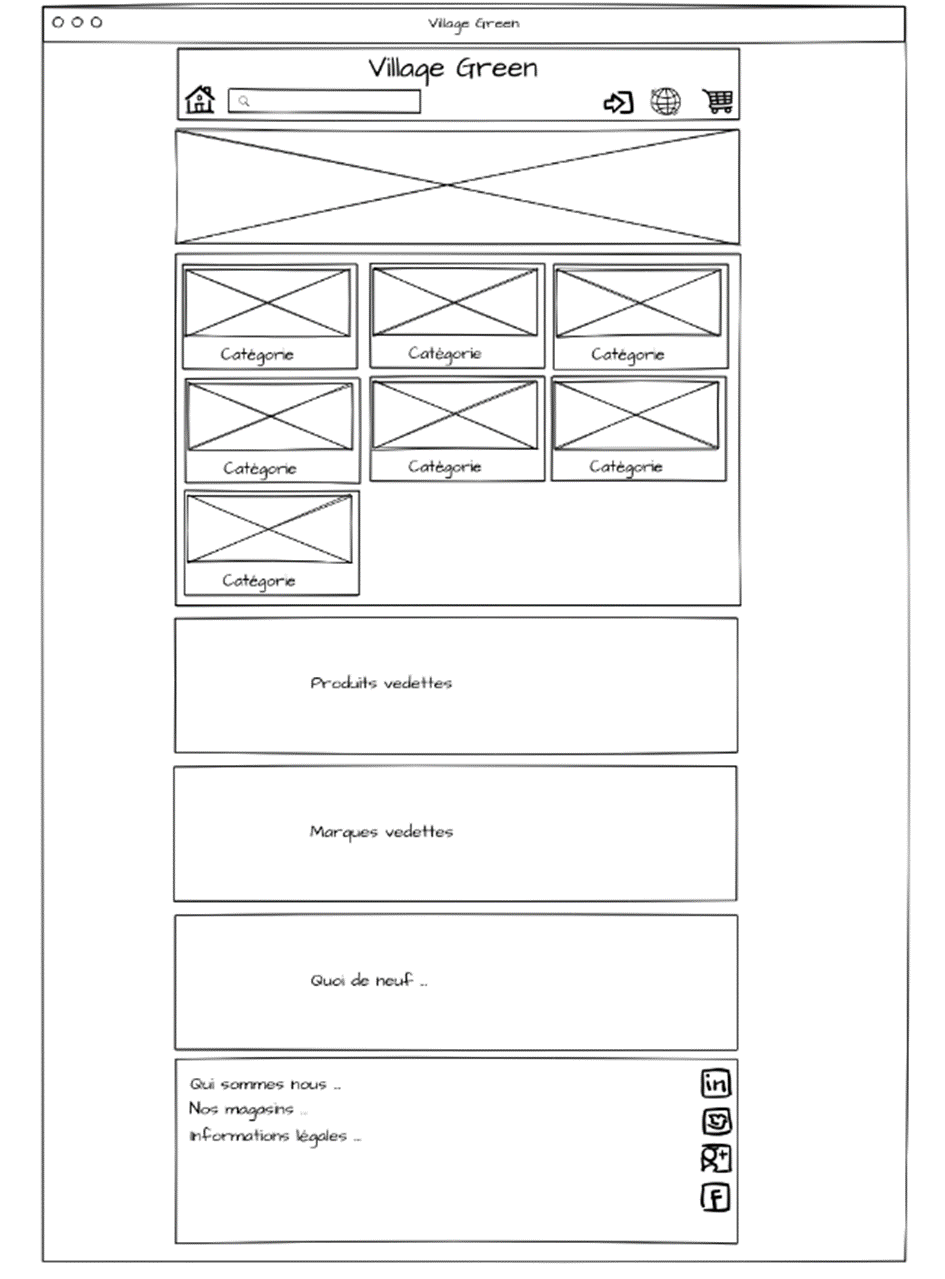 Village Green
Village Green
Catégorie
Catégorie
Catégorie
Catégorie
Catégorie
Catégorie
Catégorie
Produits vedettes
Marques vedettes
Quoi de neuf ...
Qui sommes nous ...
Nos magasins ...
Informations légales ...
in
g+
f